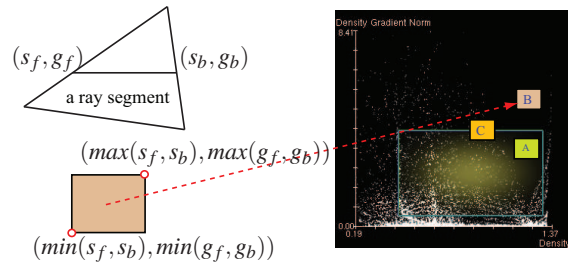 (s_f, g_f)
(s_b, g_b)
a ray segment
(max(s_f, s_b), max(g_f, g_b))
(min(s_f, s_b), min(g_f, g_b))
Density Gradient Norm
8.41
B
C
A
0.00
0.19
1.37
Density